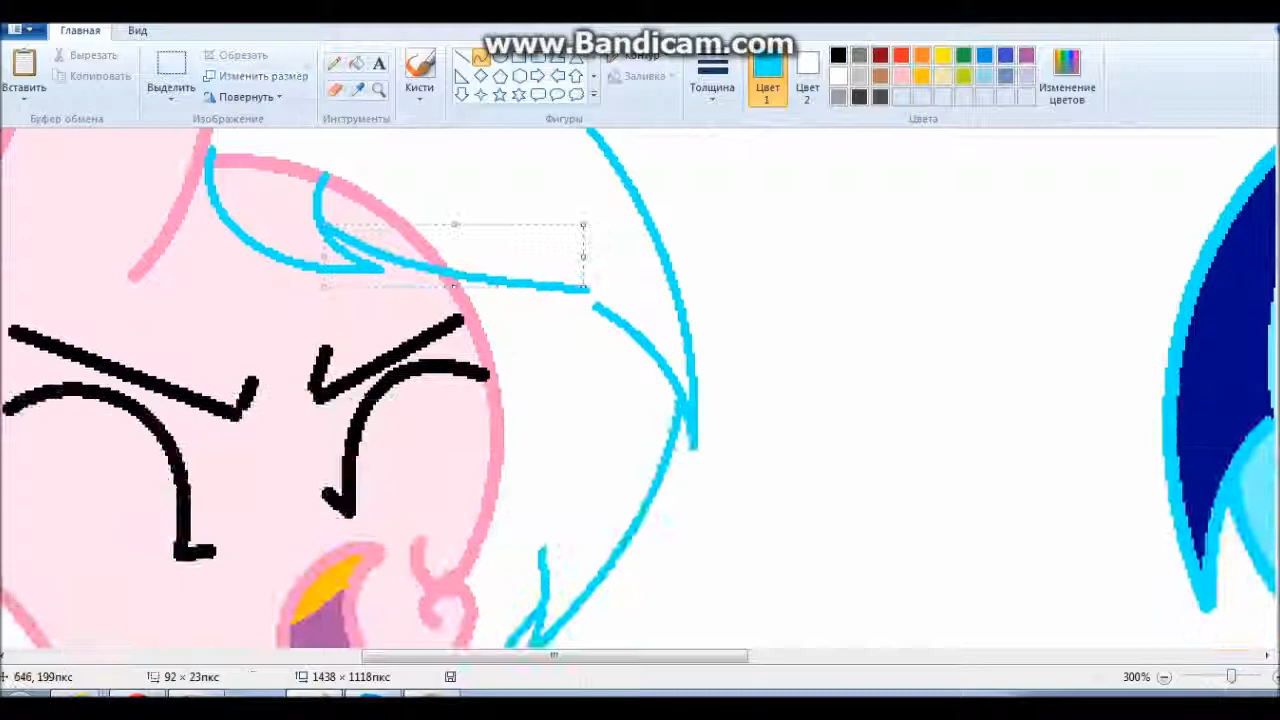 www.Bandicam.com
Главная Вид
Вставить
Вырезать
Копировать
Буфер обмена
Выделить
Обрезать
Изменить размер
Повернуть
Изображение
A
Инструменты
Кисти
Контур
Заливка
Фигуры
Толщина
Цвет
1
Цвет
2
Изменение
цветов
Цвета
646, 199пкс
92 × 23пкс
1438 × 1118пкс
300%